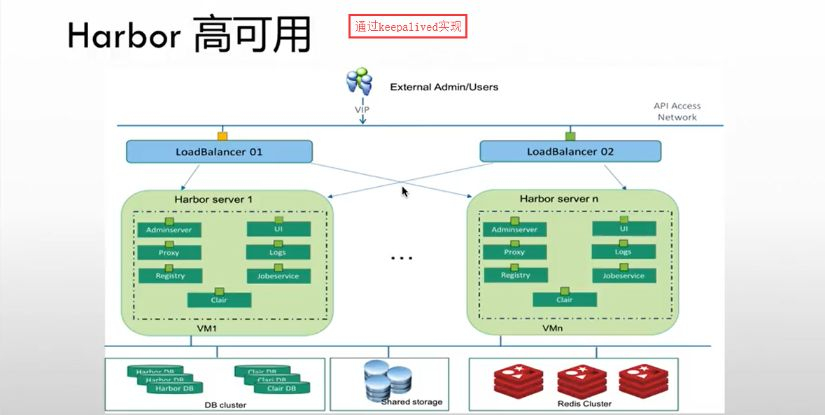 Harbor 高可用
通过keepalived实现
External Admin/Users
VIP
API Access
Network
LoadBalancer 01
LoadBalancer 02
Harbor server 1
Harbor server n
Adminserver
UI
Adminserver
UI
Proxy
Logs
Proxy
Logs
Registry
Jobeservice
Registry
Jobeservice
Clair
Clair
...
VM1
VMn
Harbor DB
Harbor DB
Harbor DB
Clair DB
Clari DB
Clair DB
DB cluster
Shared storage
Redis Cluster